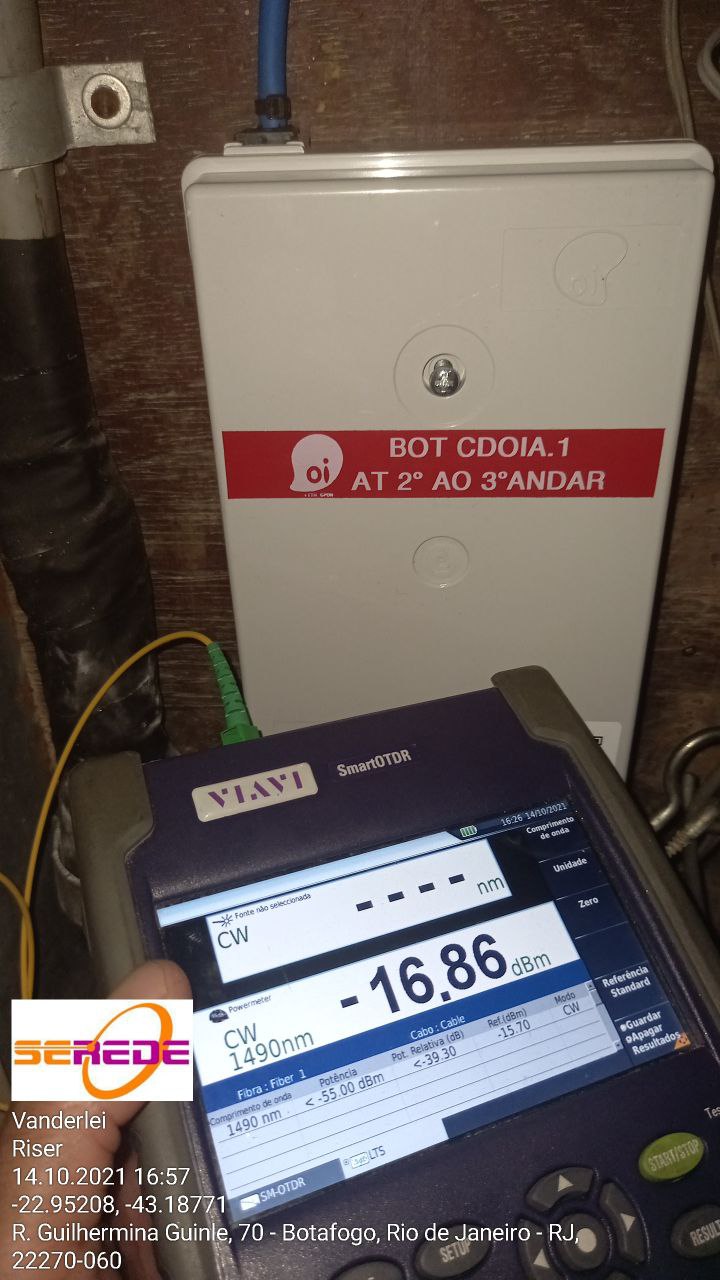 oi
oi
BOT CDOIA.1
AT 2º AO 3ºANDAR
VIAVI
SmartOTDR
16:26 14/10/2021
Comprimento
de onda
Unidade
Zero
Referência
Standard
Guardar
Apagar
Resultados
Fonte não seleccionada
CW
- - - - nm
Powermeter
CW
1490nm
-16.86 dBm
Fibra : Fiber 1
Cabo : Cable
Comprimento de onda Potência Pot. Relativa (dB) Ref.(dBm) Modo
1490 nm < -55.00 dBm <-39.30 -15.70 CW
SM-OTDR
LTS
START/STOP
SETUP
SEREDE
Vanderlei
Riser
14.10.2021 16:57
-22.95208, -43.18771
R. Guilhermina Guinle, 70 - Botafogo, Rio de Janeiro - RJ,
22270-060